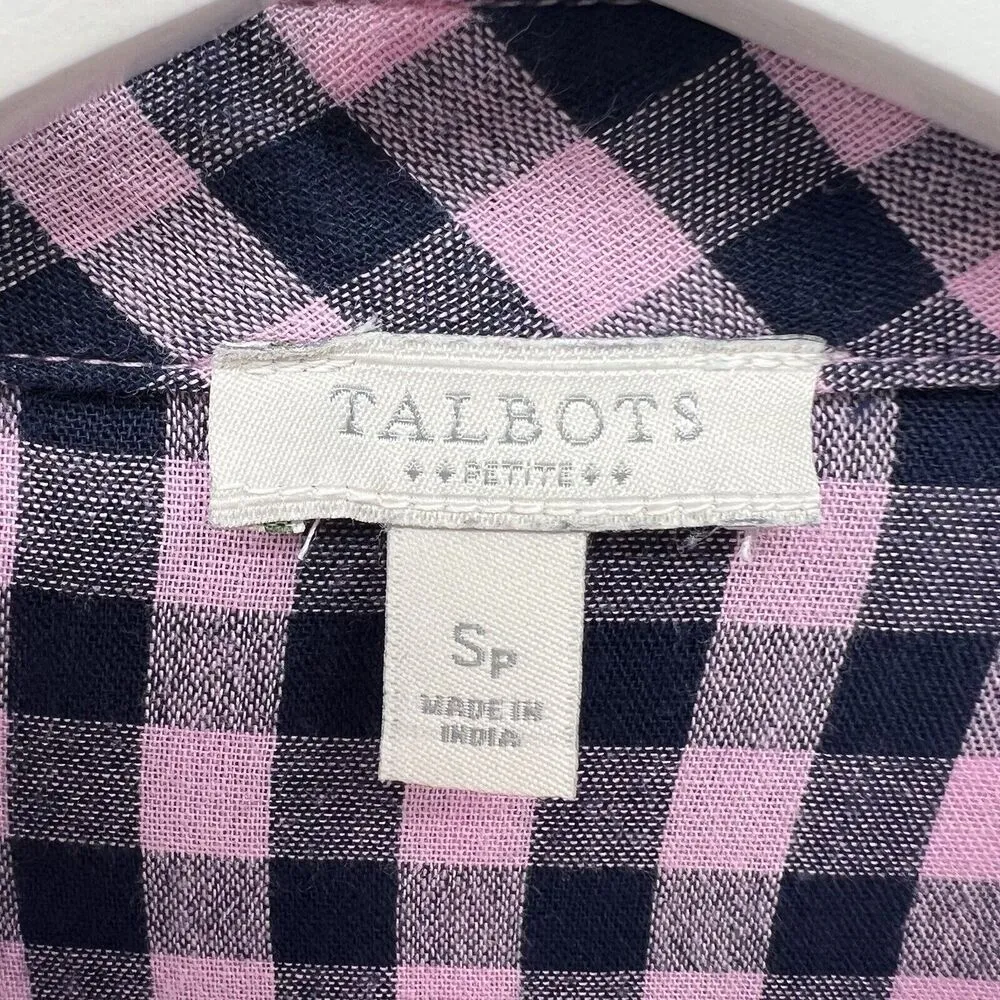 TALBOTS
PETITE
SP
MADE IN
INDIA